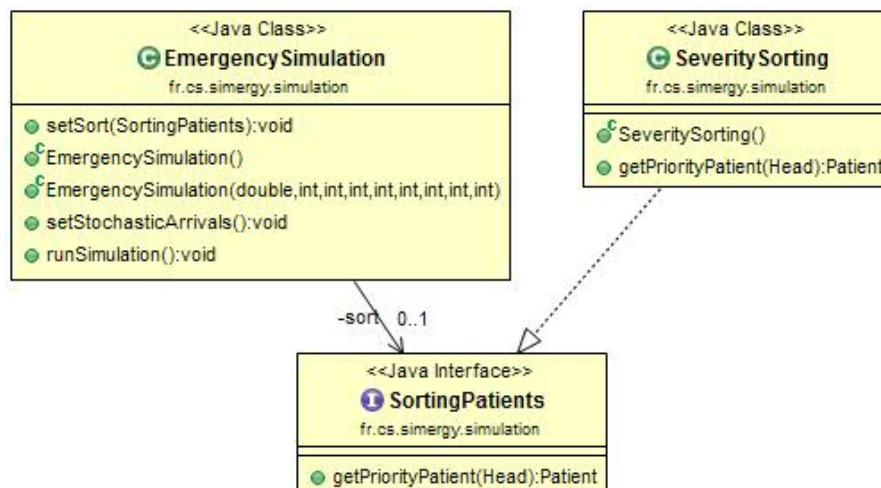 <<Java Class>>
EmergencySimulation
fr.cs.simergy.simulation
setSort(SortingPatients):void
EmergencySimulation()
EmergencySimulation(double,int,int,int,int,int,int,int,int)
setStochasticArrivals():void
runSimulation():void
<<Java Class>>
SeveritySorting
fr.cs.simergy.simulation
SeveritySorting()
getPriorityPatient(Head):Patient
-sort 0..1
<<Java Interface>>
SortingPatients
fr.cs.simergy.simulation
getPriorityPatient(Head):Patient